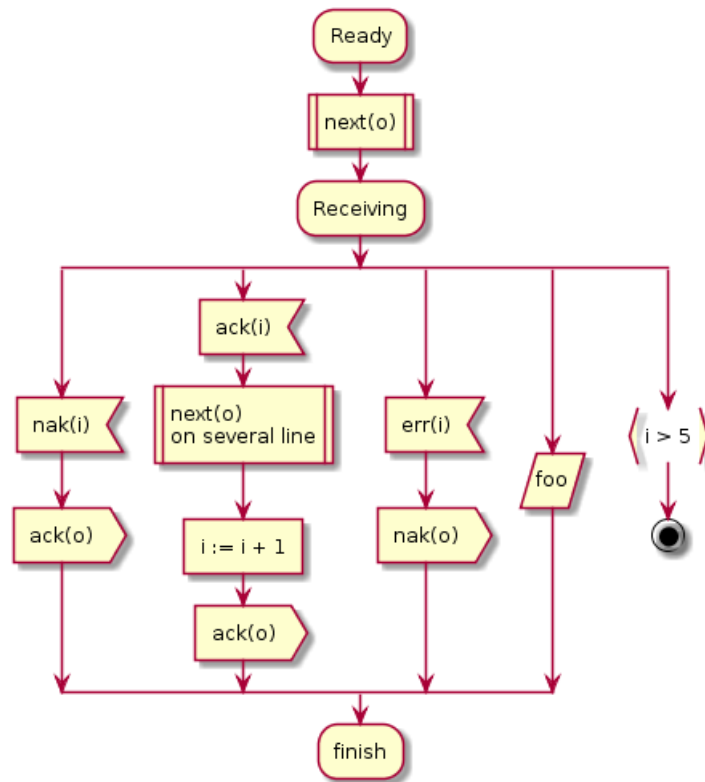 Ready
next(o)
Receiving
nak(i)
ack(o)
ack(i)
next(o)
on several line
i := i + 1
ack(o)
err(i)
nak(o)
foo
i > 5
finish